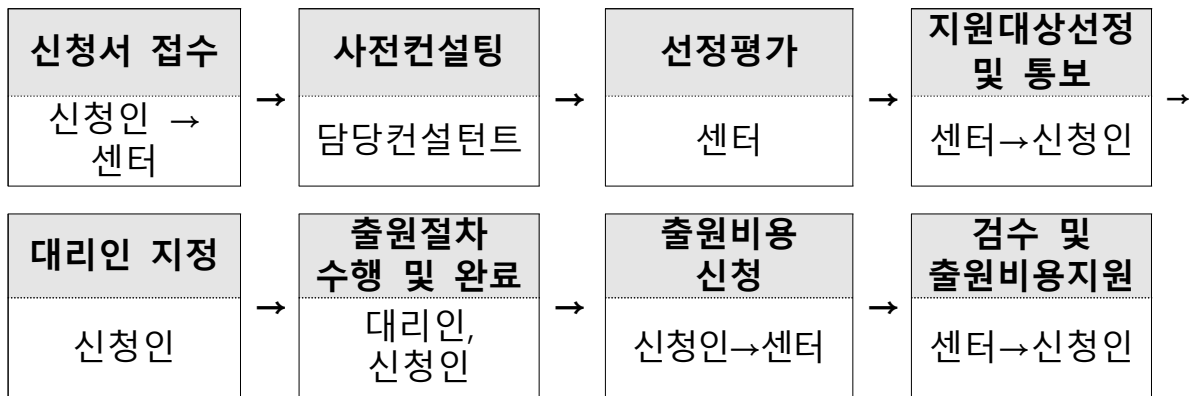 신청서 접수
신청인 →
센터
→
사전컨설팅
담당컨설턴트
→
선정평가
센터
→
지원대상선정
및 통보
센터→신청인
→
대리인 지정
신청인
→
출원절차
수행 및 완료
대리인,
신청인
→
출원비용
신청
신청인→센터
→
검수 및
출원비용지원
센터→신청인